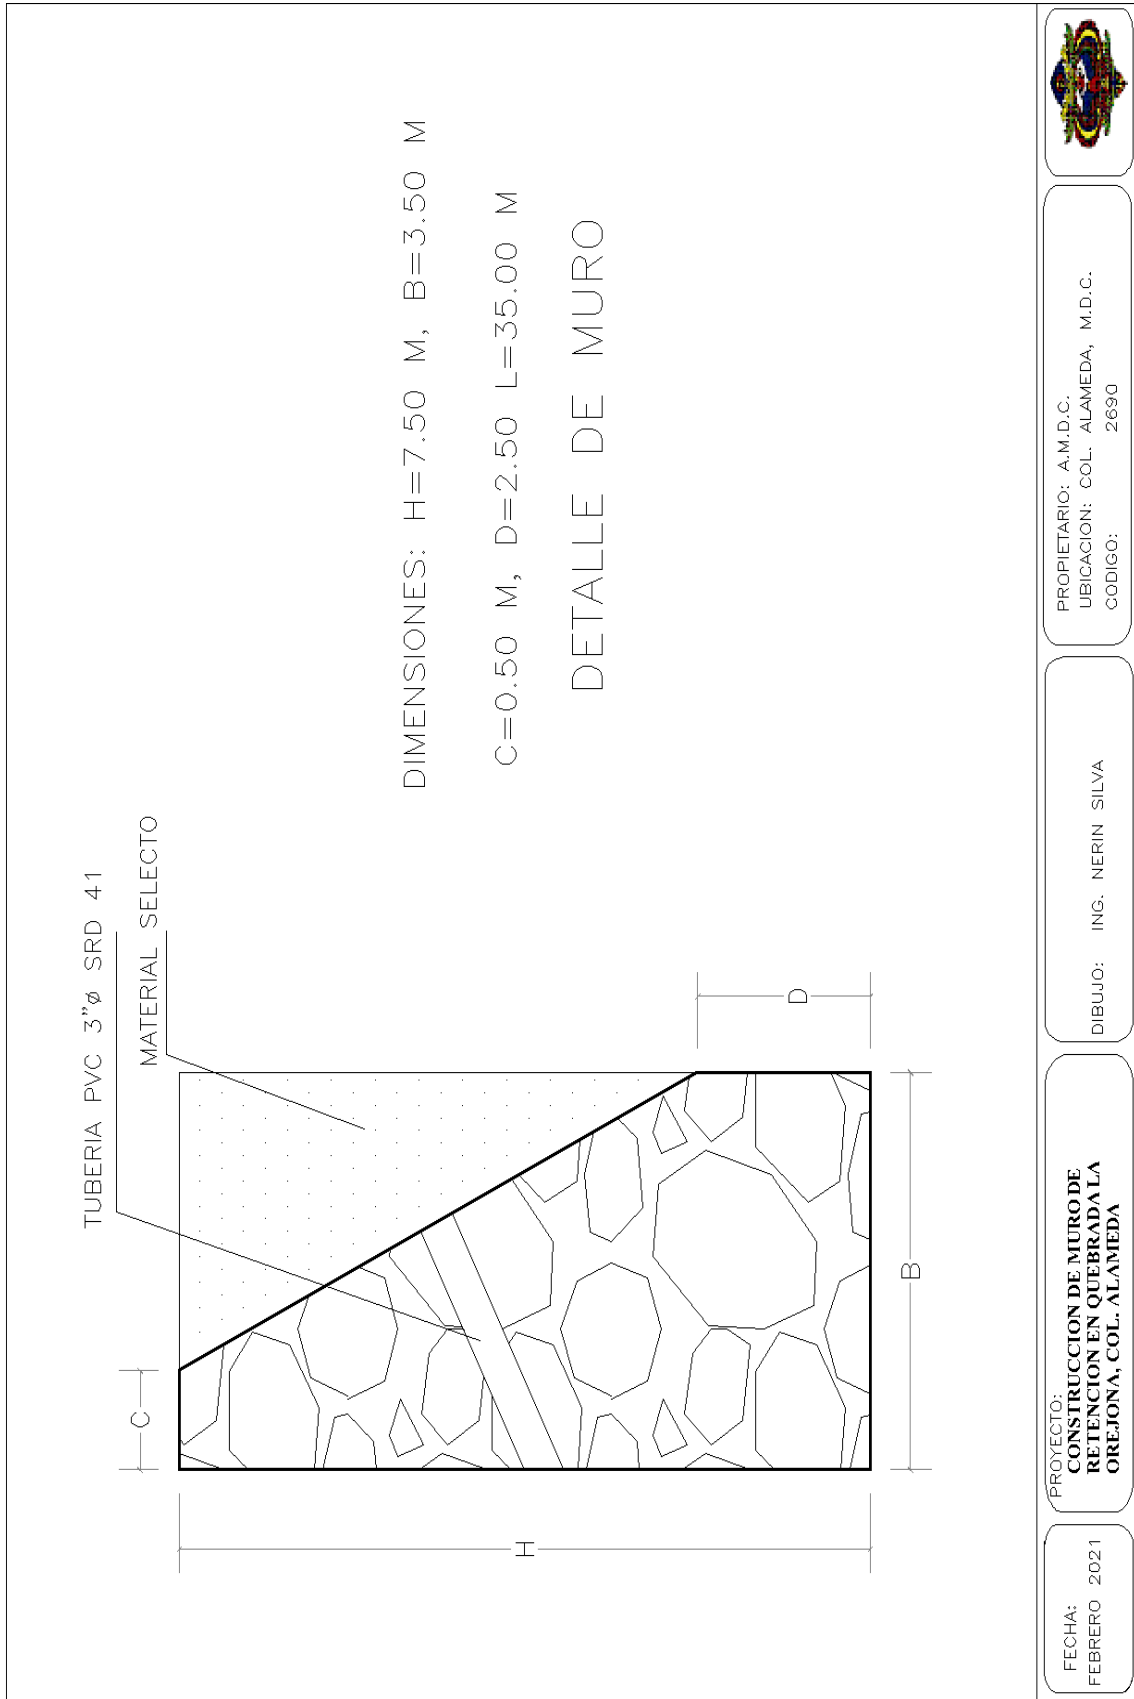 TUBERIA PVC 3"ø SRD 41
MATERIAL SELECTO
C
H
B
D
DIMENSIONES: H=7.50 M, B=3.50 M
C=0.50 M, D=2.50 L=35.00 M
DETALLE DE MURO
FECHA:
FEBRERO 2021
PROYECTO:
CONSTRUCCION DE MURO DE
RETENCION EN QUEBRADA LA
OREJONA, COL. ALAMEDA
DIBUJO: ING. NERIN SILVA
PROPIETARIO: A.M.D.C.
UBICACION: COL. ALAMEDA, M.D.C.
CODIGO: 2690